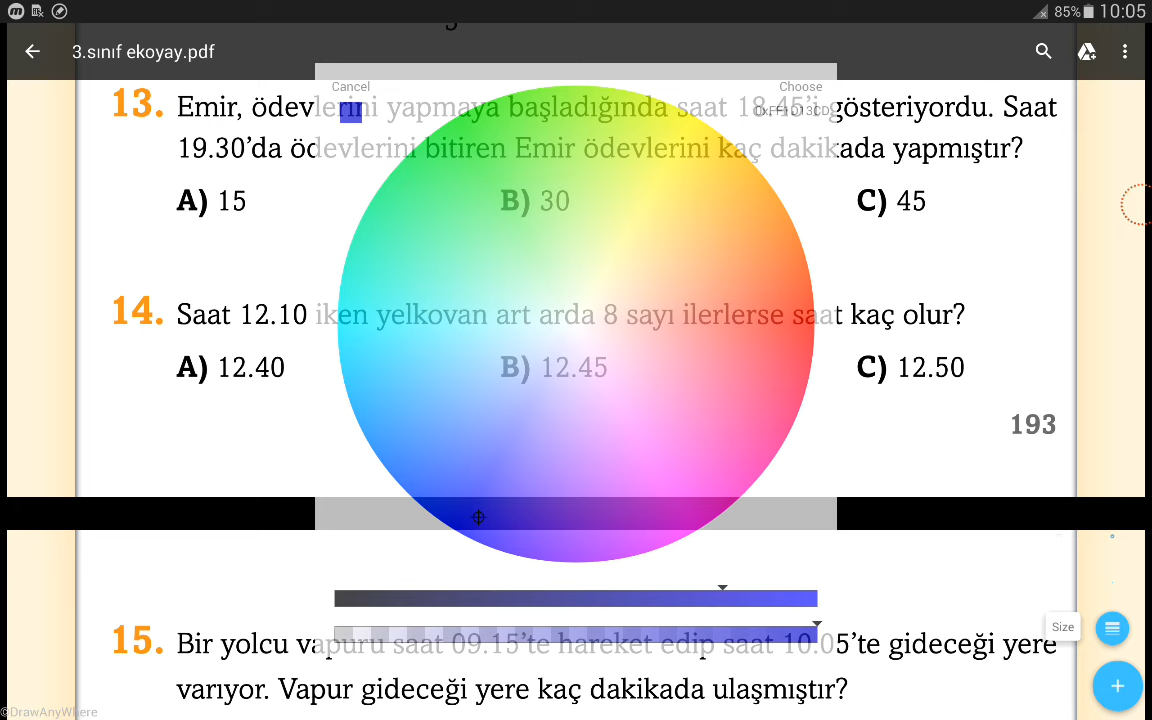 85% 10:05
3.sınıf ekoyay.pdf
Cancel
Choose
13. Emir, ödevlerini yapmaya başladığında saat 18.45'i gösteriyordu. Saat
19.30'da ödevlerini bitiren Emir ödevlerini kaç dakikada yapmıştır?
A) 15 B) 30 C) 45
14. Saat 12.10 iken yelkovan art arda 8 sayı ilerlerse saat kaç olur?
A) 12.40 B) 12.45 C) 12.50
193
Size
15. Bir yolcu vapuru saat 09.15'te hareket edip saat 10.05'te gideceği yere
varıyor. Vapur gideceği yere kaç dakikada ulaşmıştır?
©DrawAnyWhere